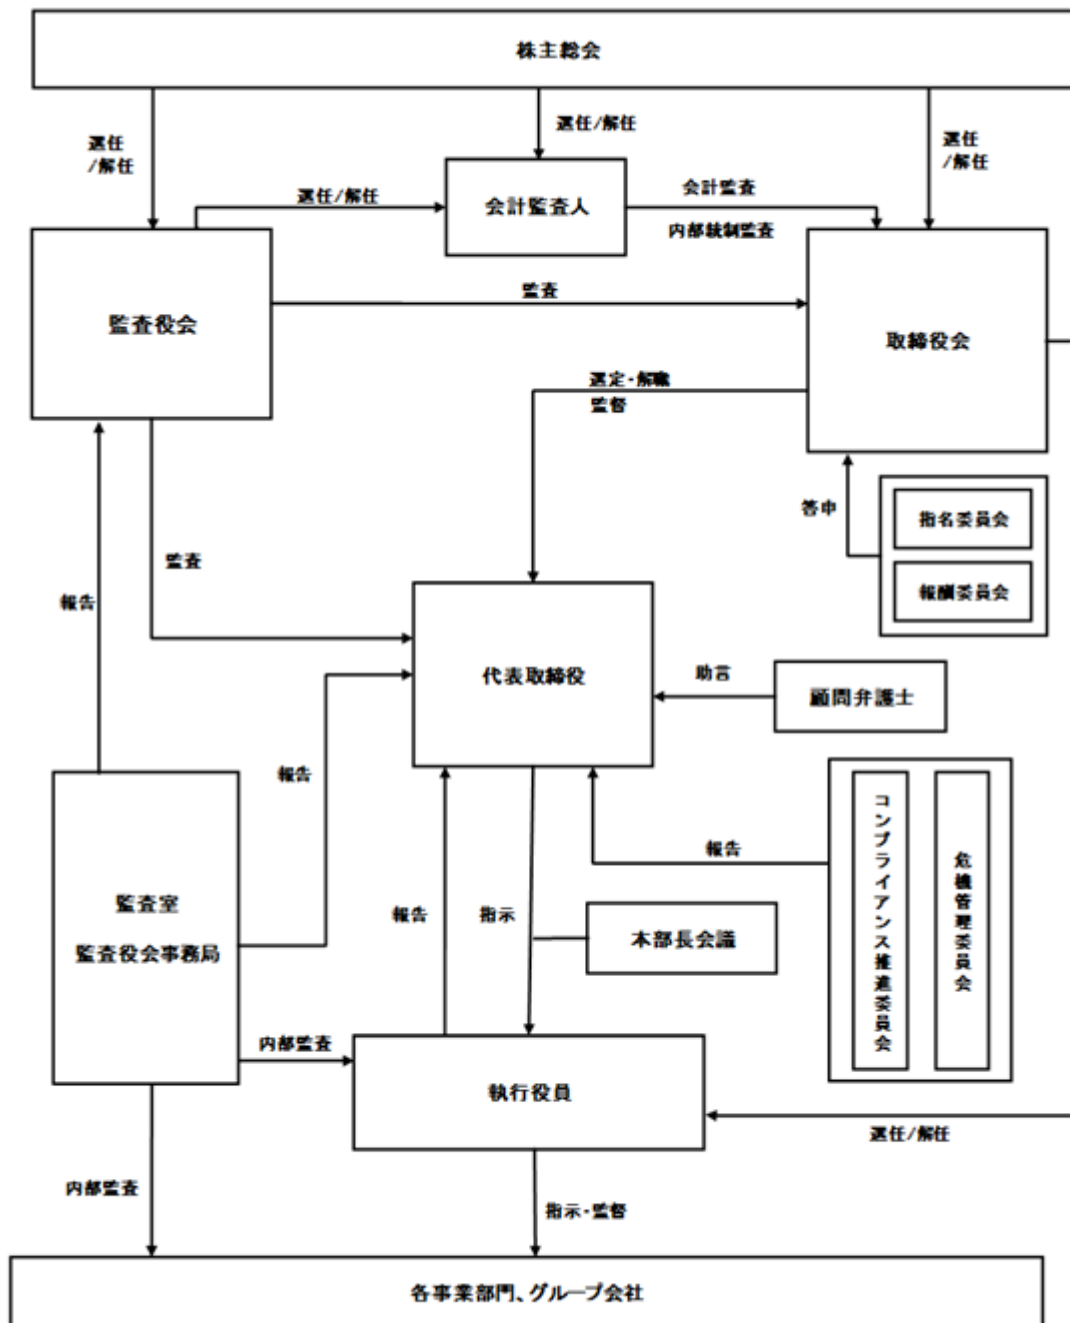 株主総会
選任
/解任
選任/解任
選任
/解任
選任/解任
会計監査人
会計監査
内部統制監査
監査役会
監査
取締役会
選定・解職
監督
答申
指名委員会
報酬委員会
監査
報告
代表取締役
助言
顧問弁護士
報告
報告
コンプライアンス推進委員会
危機管理委員会
監査室
監査役会事務局
報告
指示
本部長会議
内部監査
執行役員
選任/解任
内部監査
指示・監督
各事業部門、グループ会社